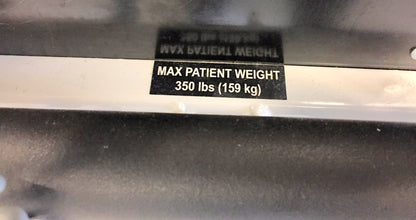 MAX PATIENT WEIGHT
350 lbs (159 kg)